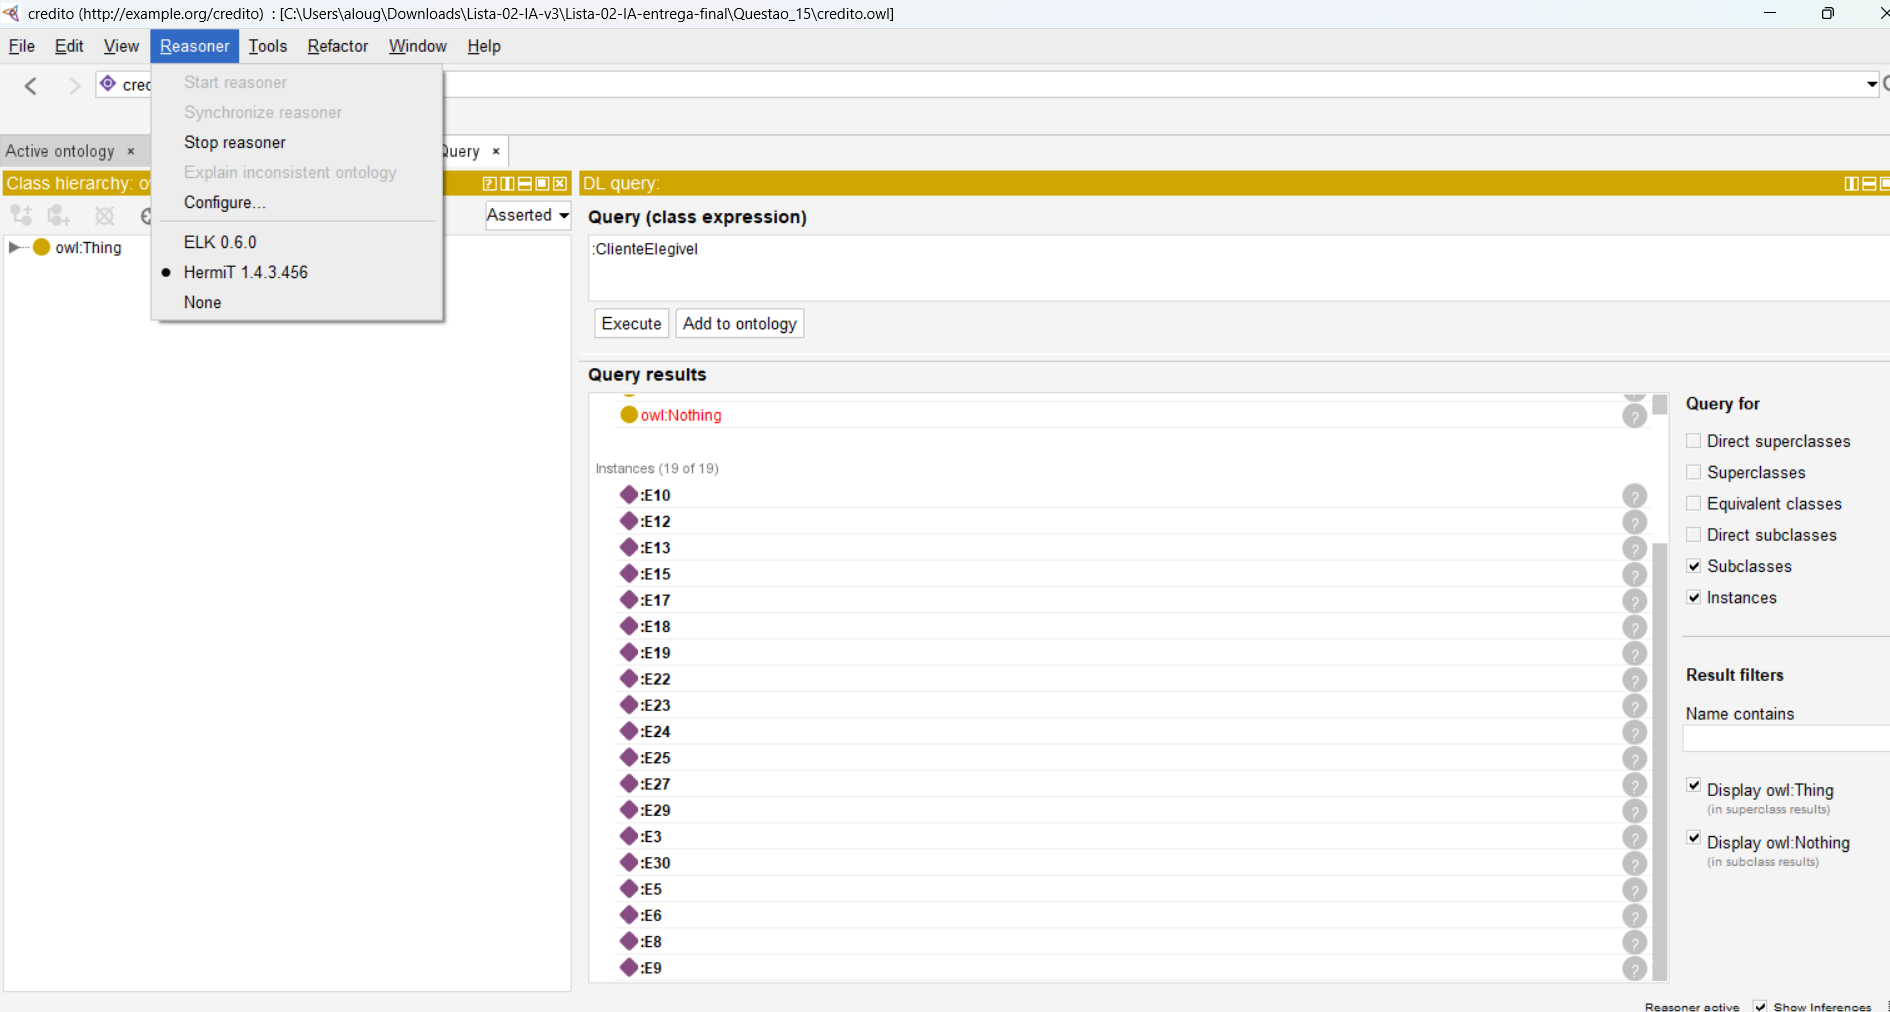 credito (http://example.org/credito) : [C:\Users\aloug\Downloads\Lista-02-IA-v3\Lista-02-IA-entrega-final\Questao_15\credito.owl]
File Edit View Reasoner Tools Refactor Window Help
Start reasoner
Synchronize reasoner
Stop reasoner
Explain inconsistent ontology
Configure...
ELK 0.6.0
HermiT 1.4.3.456
None
Active ontology ×
Query ×
Class hierarchy:
Asserted
owl:Thing
DL query:
Query (class expression)
:ClienteElegivel
Execute Add to ontology
Query results
owl:Nothing ?
Instances (19 of 19)
:E10 ?
:E12 ?
:E13 ?
:E15 ?
:E17 ?
:E18 ?
:E19 ?
:E22 ?
:E23 ?
:E24 ?
:E25 ?
:E27 ?
:E29 ?
:E3 ?
:E30 ?
:E5 ?
:E6 ?
:E8 ?
:E9 ?
Query for
Direct superclasses
Superclasses
Equivalent classes
Direct subclasses
Subclasses
Instances
Result filters
Name contains
Display owl:Thing
(in superclass results)
Display owl:Nothing
(in subclass results)
Reasoner active Show Inferences